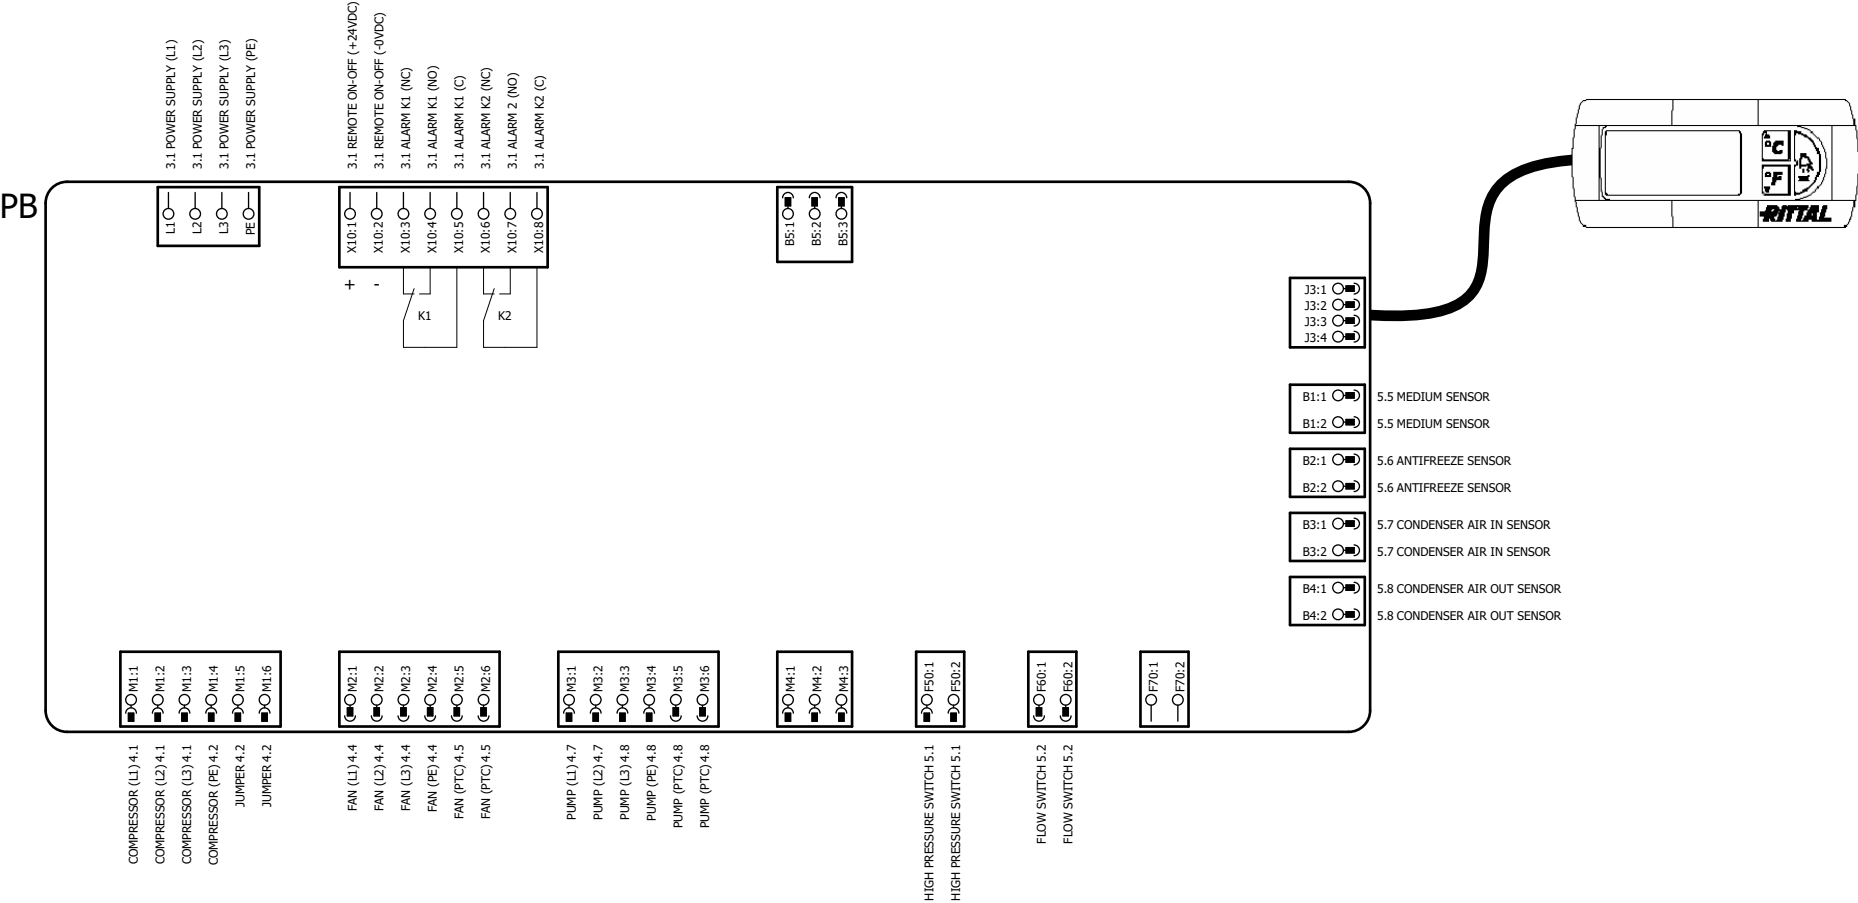 3.1 POWER SUPPLY (L1)
3.1 POWER SUPPLY (L2)
3.1 POWER SUPPLY (L3)
3.1 POWER SUPPLY (PE)
3.1 REMOTE ON-OFF (+24VDC)
3.1 REMOTE ON-OFF (-0VDC)
3.1 ALARM K1 (NC)
3.1 ALARM K1 (NO)
3.1 ALARM K1 (C)
3.1 ALARM K2 (NC)
3.1 ALARM 2 (NO)
3.1 ALARM K2 (C)
PB
L1
L2
L3
PE
X10:1
X10:2
X10:3
X10:4
X10:5
X10:6
X10:7
X10:8
+
-
K1
K2
B5:1
B5:2
B5:3
°C
°F
RITTAL
J3:1
J3:2
J3:3
J3:4
B1:1 5.5 MEDIUM SENSOR
B1:2 5.5 MEDIUM SENSOR
B2:1 5.6 ANTIFREEZE SENSOR
B2:2 5.6 ANTIFREEZE SENSOR
B3:1 5.7 CONDENSER AIR IN SENSOR
B3:2 5.7 CONDENSER AIR IN SENSOR
B4:1 5.8 CONDENSER AIR OUT SENSOR
B4:2 5.8 CONDENSER AIR OUT SENSOR
M1:1
M1:2
M1:3
M1:4
M1:5
M1:6
M2:1
M2:2
M2:3
M2:4
M2:5
M2:6
M3:1
M3:2
M3:3
M3:4
M3:5
M3:6
M4:1
M4:2
M4:3
F50:1
F50:2
F60:1
F60:2
F70:1
F70:2
COMPRESSOR (L1) 4.1
COMPRESSOR (L2) 4.1
COMPRESSOR (L3) 4.1
COMPRESSOR (PE) 4.2
JUMPER 4.2
JUMPER 4.2
FAN (L1) 4.4
FAN (L2) 4.4
FAN (L3) 4.4
FAN (PE) 4.4
FAN (PTC) 4.5
FAN (PTC) 4.5
PUMP (L1) 4.7
PUMP (L2) 4.7
PUMP (L3) 4.8
PUMP (PE) 4.8
PUMP (PTC) 4.8
PUMP (PTC) 4.8
HIGH PRESSURE SWITCH 5.1
HIGH PRESSURE SWITCH 5.1
FLOW SWITCH 5.2
FLOW SWITCH 5.2